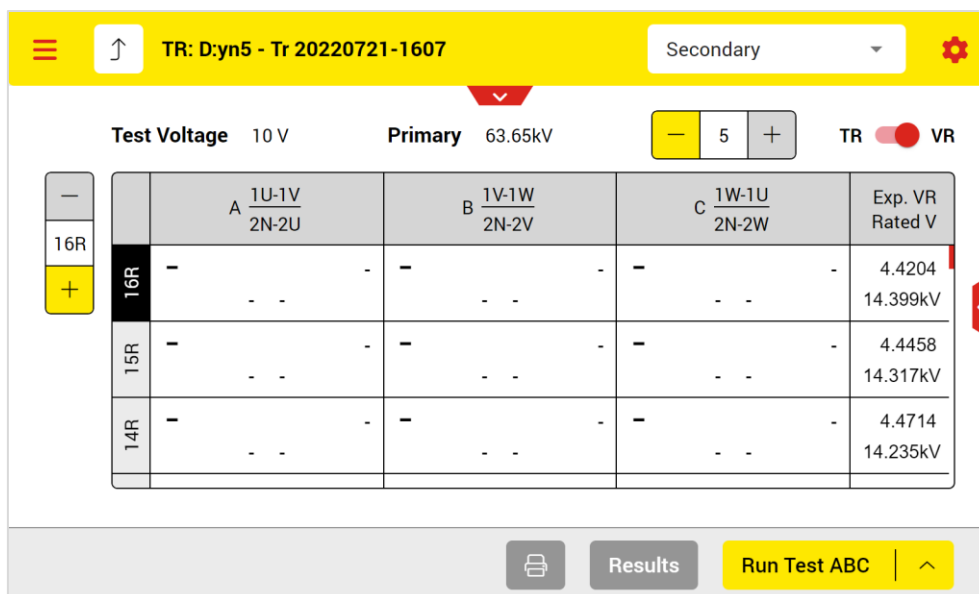 TR: D:yn5 - Tr 20220721-1607
Secondary
Test Voltage 10 V Primary 63.65kV − 5 + TR VR
−
16R
+
A 1U-1V
2N-2U
B 1V-1W
2N-2V
C 1W-1U
2N-2W
Exp. VR
Rated V
16R – - – - – - 4.4204
- - - - - - 14.399kV
15R – - – - – - 4.4458
- - - - - - 14.317kV
14R – - – - – - 4.4714
- - - - - - 14.235kV
Results
Run Test ABC